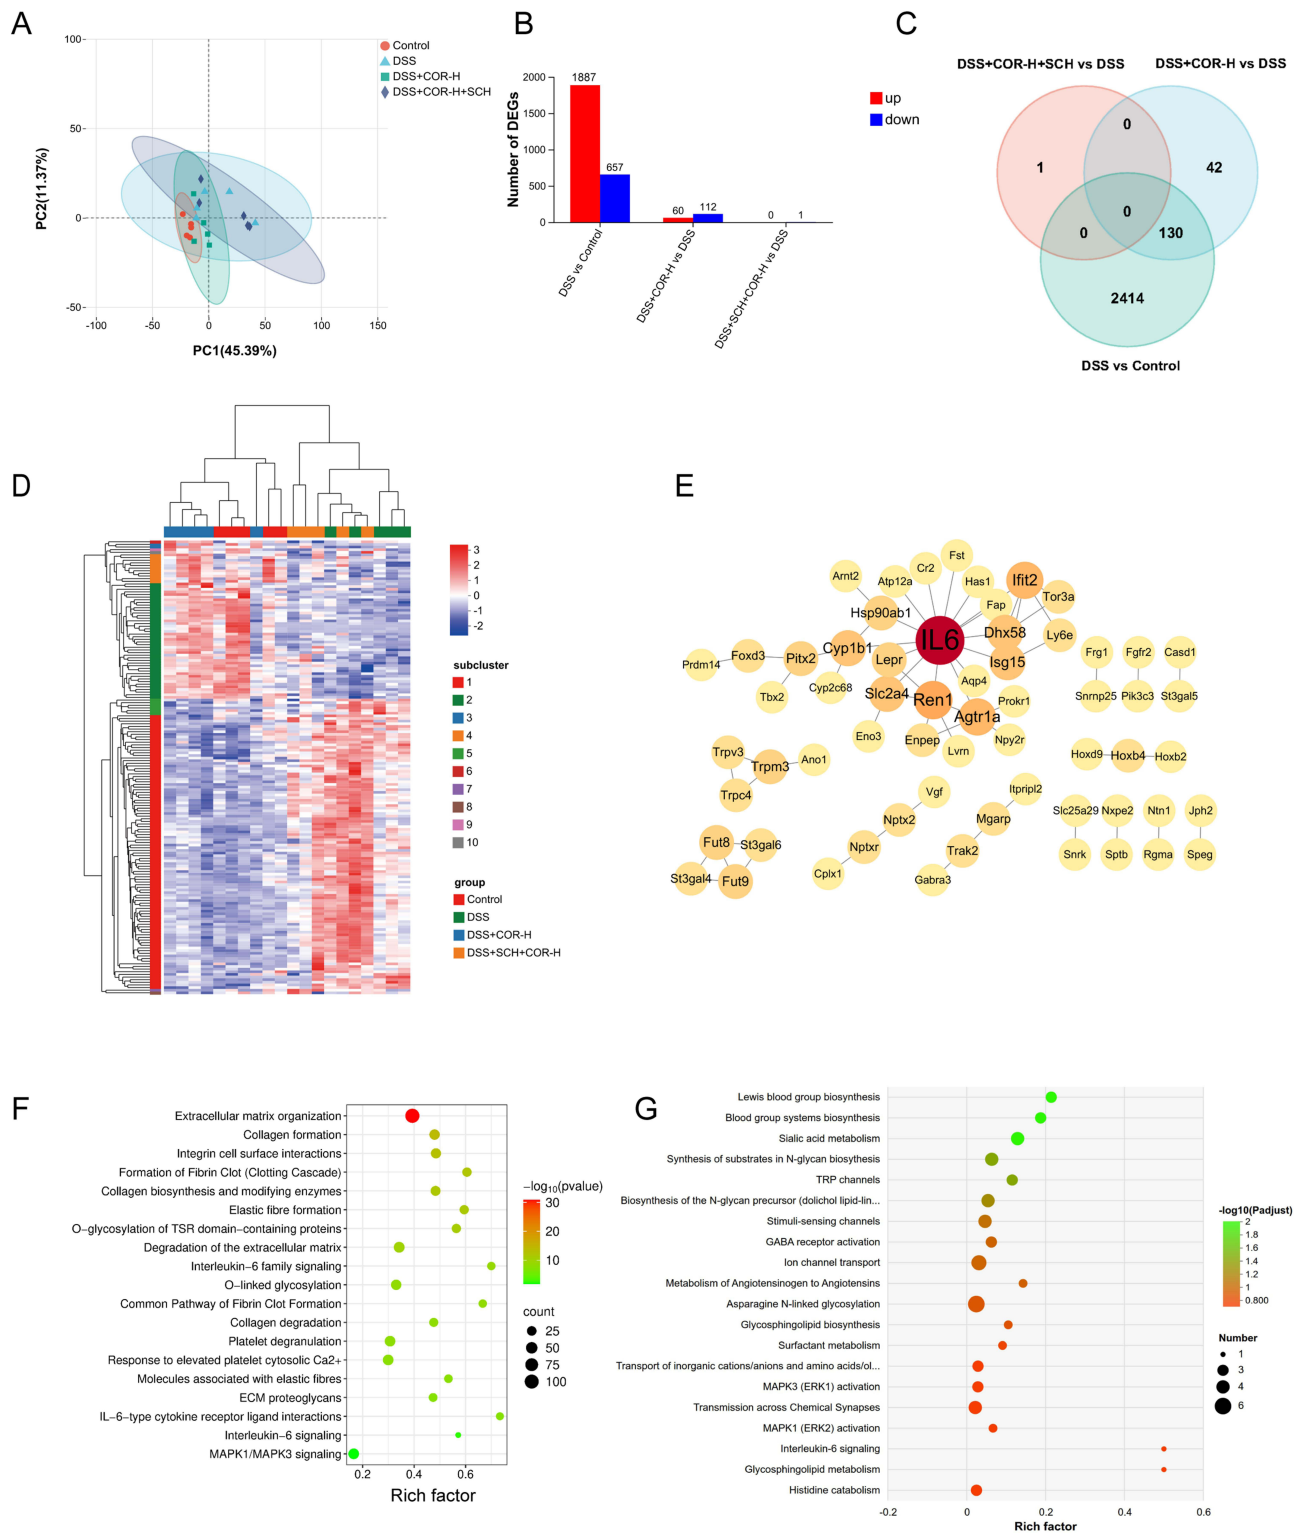 A
100
50
0
-50
-100
-50
0
50
100
150
PC2(11.37%)
PC1(45.39%)
Control
DSS
DSS+COR-H
DSS+COR-H+SCH
B
Number of DEGs
2000
1500
1000
500
0
1887
657
60
112
0
1
DSS vs Control
DSS+COR-H vs DSS
DSS+SCH+COR-H vs DSS
up
down
C
DSS+COR-H+SCH vs DSS
DSS+COR-H vs DSS
0
1
42
0
0
130
2414
DSS vs Control
D
3
2
1
0
-1
-2
subcluster
1
2
3
4
5
6
7
8
9
10
group
Control
DSS
DSS+COR-H
DSS+SCH+COR-H
E
Fst
Cr2
Arnt2
Atp12a
Has1
Ifit2
Tor3a
Fap
Hsp90ab1
Dhx58
Ly6e
IL6
Cyp1b1
Lepr
Isg15
Foxd3
Pitx2
Prdm14
Tbx2
Cyp2c68
Aqp4
Slc2a4
Ren1
Prokr1
Agtr1a
Eno3
Enpep
Lvrn
Npy2r
Frg1
Fgfr2
Casd1
Snrnp25
Pik3c3
St3gal5
Trpv3
Trpm3
Ano1
Trpc4
Hoxd9
Hoxb4
Hoxb2
Vgf
Itpripl2
Nptx2
Mgarp
Slc25a29
Nxpe2
Ntn1
Jph2
Fut8
St3gal6
Nptxr
Trak2
Snrk
Sptb
Rgma
Speg
St3gal4
Fut9
Cplx1
Gabra3
F
Extracellular matrix organization
Collagen formation
Integrin cell surface interactions
Formation of Fibrin Clot (Clotting Cascade)
Collagen biosynthesis and modifying enzymes
Elastic fibre formation
O−glycosylation of TSR domain−containing proteins
Degradation of the extracellular matrix
Interleukin−6 family signaling
O−linked glycosylation
Common Pathway of Fibrin Clot Formation
Collagen degradation
Platelet degranulation
Response to elevated platelet cytosolic Ca2+
Molecules associated with elastic fibres
ECM proteoglycans
IL−6−type cytokine receptor ligand interactions
Interleukin−6 signaling
MAPK1/MAPK3 signaling
0.2
0.4
0.6
Rich factor
−log10(pvalue)
30
20
10
count
25
50
75
100
G
Lewis blood group biosynthesis
Blood group systems biosynthesis
Sialic acid metabolism
Synthesis of substrates in N-glycan biosythesis
TRP channels
Biosynthesis of the N-glycan precursor (dolichol lipid-lin...
Stimuli-sensing channels
GABA receptor activation
Ion channel transport
Metabolism of Angiotensinogen to Angiotensins
Asparagine N-linked glycosylation
Glycosphingolipid biosynthesis
Surfactant metabolism
Transport of inorganic cations/anions and amino acids/ol...
MAPK3 (ERK1) activation
Transmission across Chemical Synapses
MAPK1 (ERK2) activation
Interleukin-6 signaling
Glycosphingolipid metabolism
Histidine catabolism
-0.2
0
0.2
0.4
0.6
Rich factor
-log10(Padjust)
2
1.8
1.6
1.4
1.2
1
0.800
Number
1
3
4
6